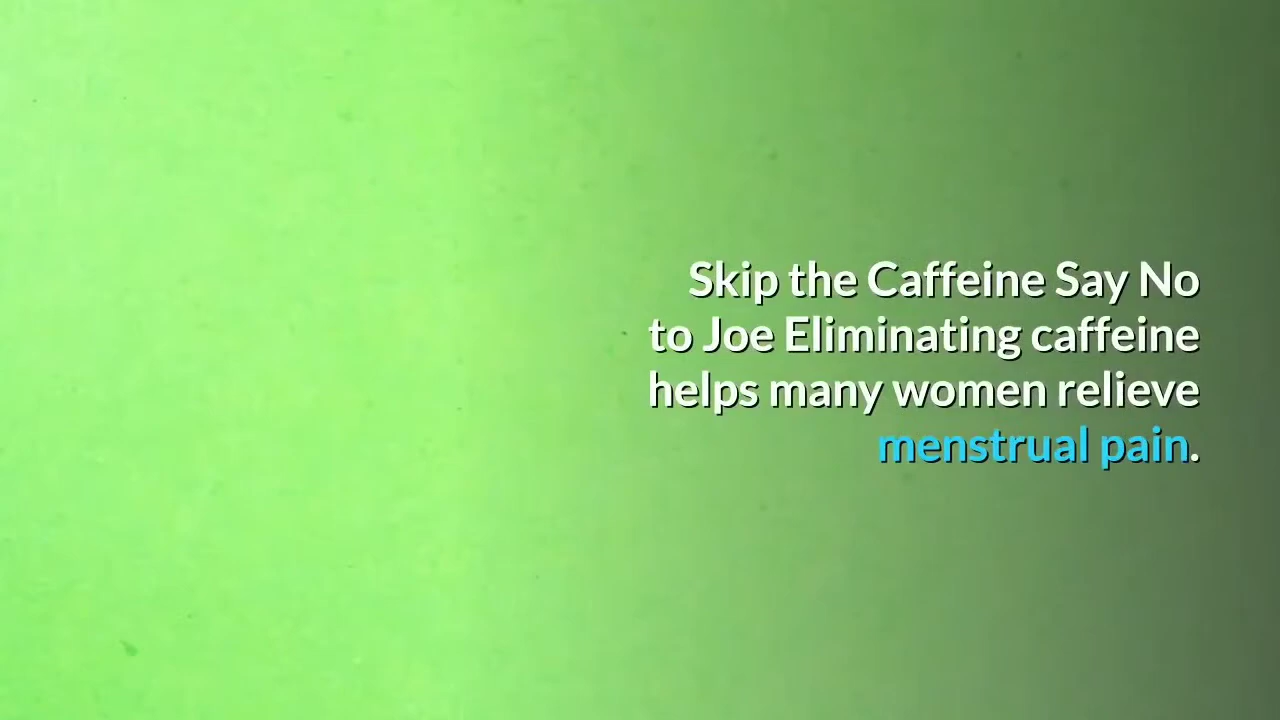 Skip the Caffeine Say No
to Joe Eliminating caffeine
helps many women relieve
menstrual pain.